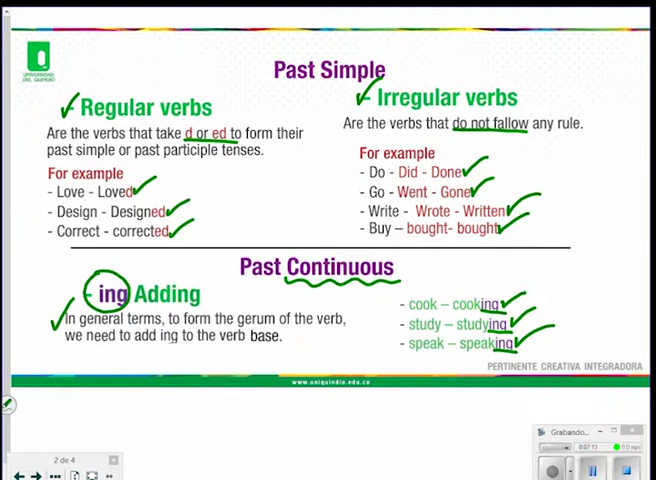 UNIVERSIDAD
DEL QUINDÍO
Past Simple
- Regular verbs
Are the verbs that take d or ed to form their
past simple or past participle tenses.
For example
- Love - Loved
- Design - Designed
- Correct - corrected
- Irregular verbs
Are the verbs that do not fallow any rule.
For example
- Do - Did - Done
- Go - Went - Gone
- Write - Wrote - Written
- Buy – bought- bought
Past Continuous
- ing Adding
In general terms, to form the gerum of the verb,
we need to add ing to the verb base.
- cook – cooking
- study – studying
- speak – speaking
PERTINENTE CREATIVA INTEGRADORA
www.uniquindio.edu.co
2 de 4
Grabando...
00:07:13